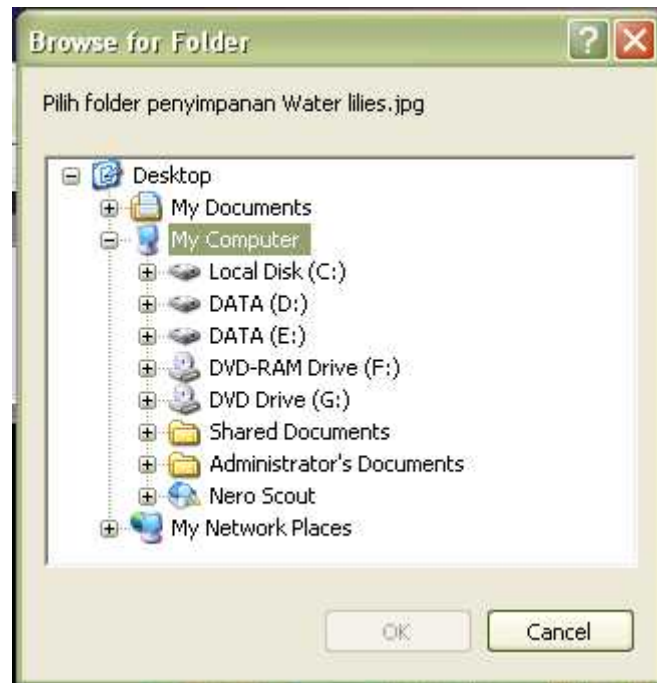 Browse for Folder
Pilih folder penyimpanan Water lilies.jpg
Desktop
My Documents
My Computer
Local Disk (C:)
DATA (D:)
DATA (E:)
DVD-RAM Drive (F:)
DVD Drive (G:)
Shared Documents
Administrator's Documents
Nero Scout
My Network Places
OK Cancel